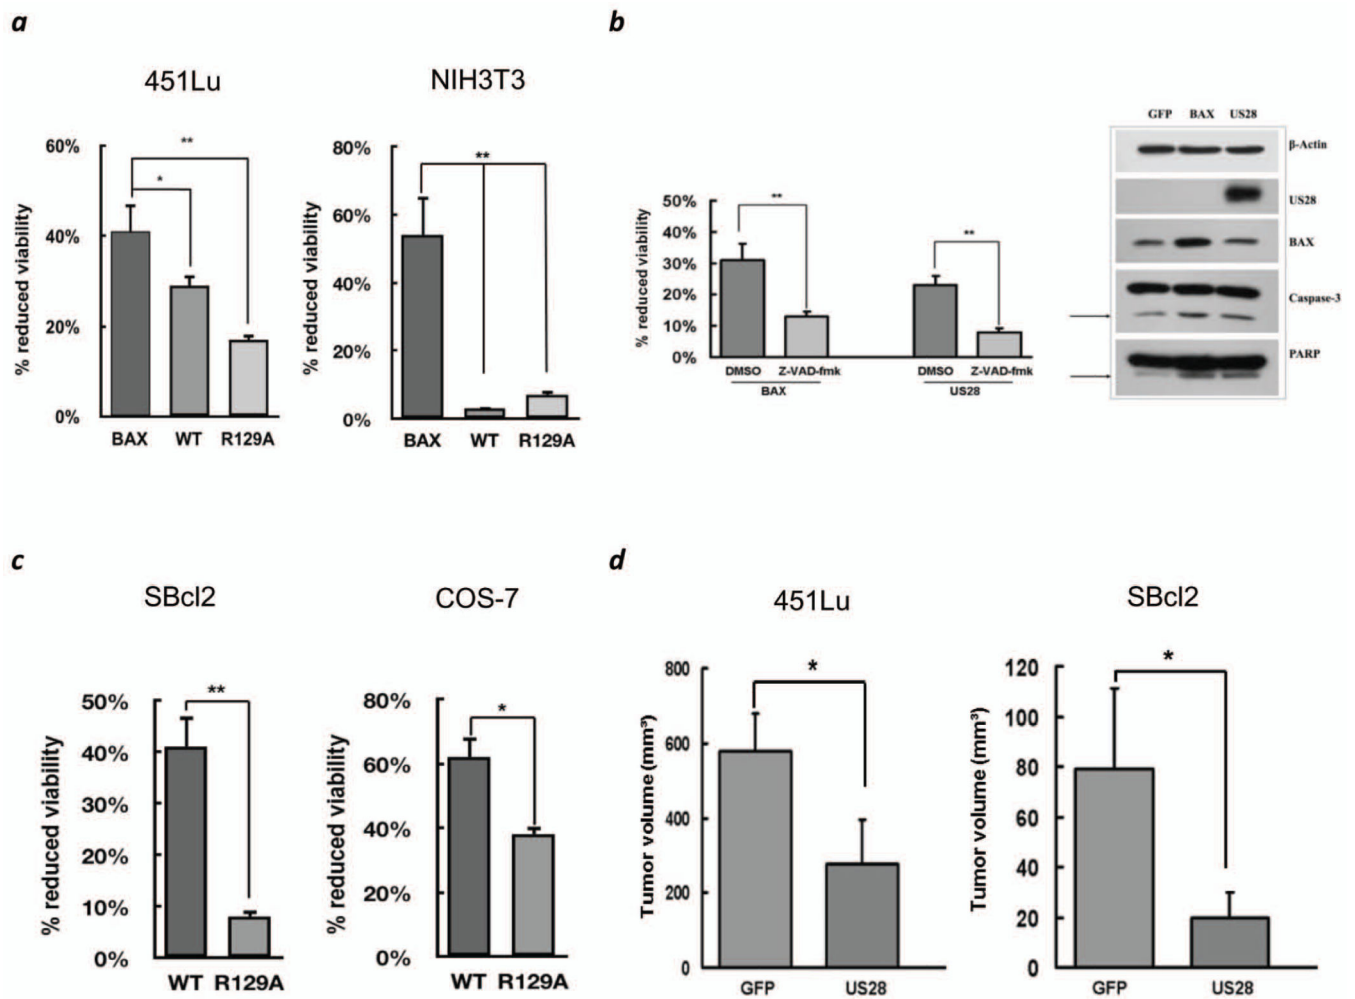 a
451Lu
NIH3T3
% reduced viability
60%
40%
20%
0%
**
*
BAX WT R129A
% reduced viability
80%
60%
40%
20%
0%
**
BAX WT R129A
b
% reduced viability
50%
40%
30%
20%
10%
0%
**
**
DMSO Z-VAD-fmk DMSO Z-VAD-fmk
BAX US28
GFP BAX US28
β-Actin
US28
BAX
Caspase-3
PARP
c
SBcl2
COS-7
% reduced viability
50%
40%
30%
20%
10%
0%
**
WT R129A
% reduced viability
80%
60%
40%
20%
0%
*
WT R129A
d
451Lu
SBcl2
Tumor volume (mm³)
800
600
400
200
0
*
GFP US28
Tumor volume (mm³)
120
100
80
60
40
20
0
*
GFP US28